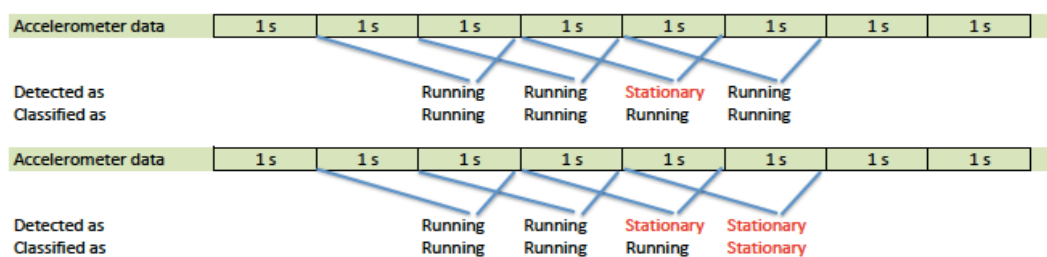 Accelerometer data 1 s 1 s 1 s 1 s 1 s 1 s 1 s 1 s
Detected as Running Running Stationary Running
Classified as Running Running Running Running
Accelerometer data 1 s 1 s 1 s 1 s 1 s 1 s 1 s 1 s
Detected as Running Running Stationary Stationary
Classified as Running Running Running Stationary